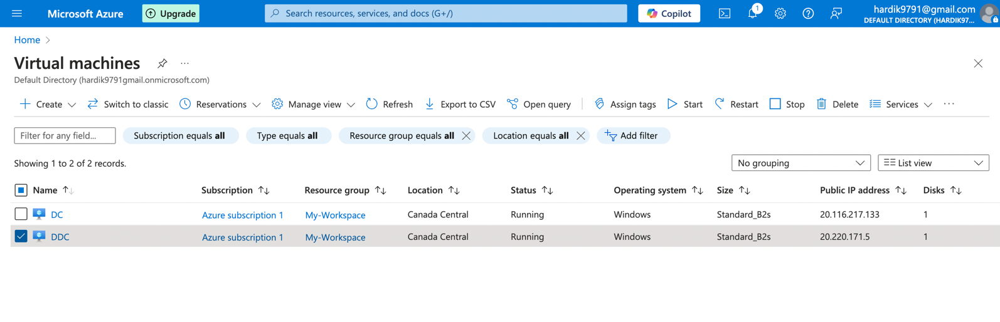 Microsoft Azure Upgrade Search resources, services, and docs (G+/) Copilot 1 hardik9791@gmail.com
DEFAULT DIRECTORY (HARDIK97...
Home
Virtual machines ...
Default Directory (hardik9791gmail.onmicrosoft.com)
Create Switch to classic Reservations Manage view Refresh Export to CSV Open query Assign tags Start Restart Stop Delete Services ...
Filter for any field... Subscription equals all Type equals all Resource group equals all Location equals all Add filter
Showing 1 to 2 of 2 records. No grouping List view
Name Subscription Resource group Location Status Operating system Size Public IP address Disks
DC Azure subscription 1 My-Workspace Canada Central Running Windows Standard_B2s 20.116.217.133 1
DDC Azure subscription 1 My-Workspace Canada Central Running Windows Standard_B2s 20.220.171.5 1